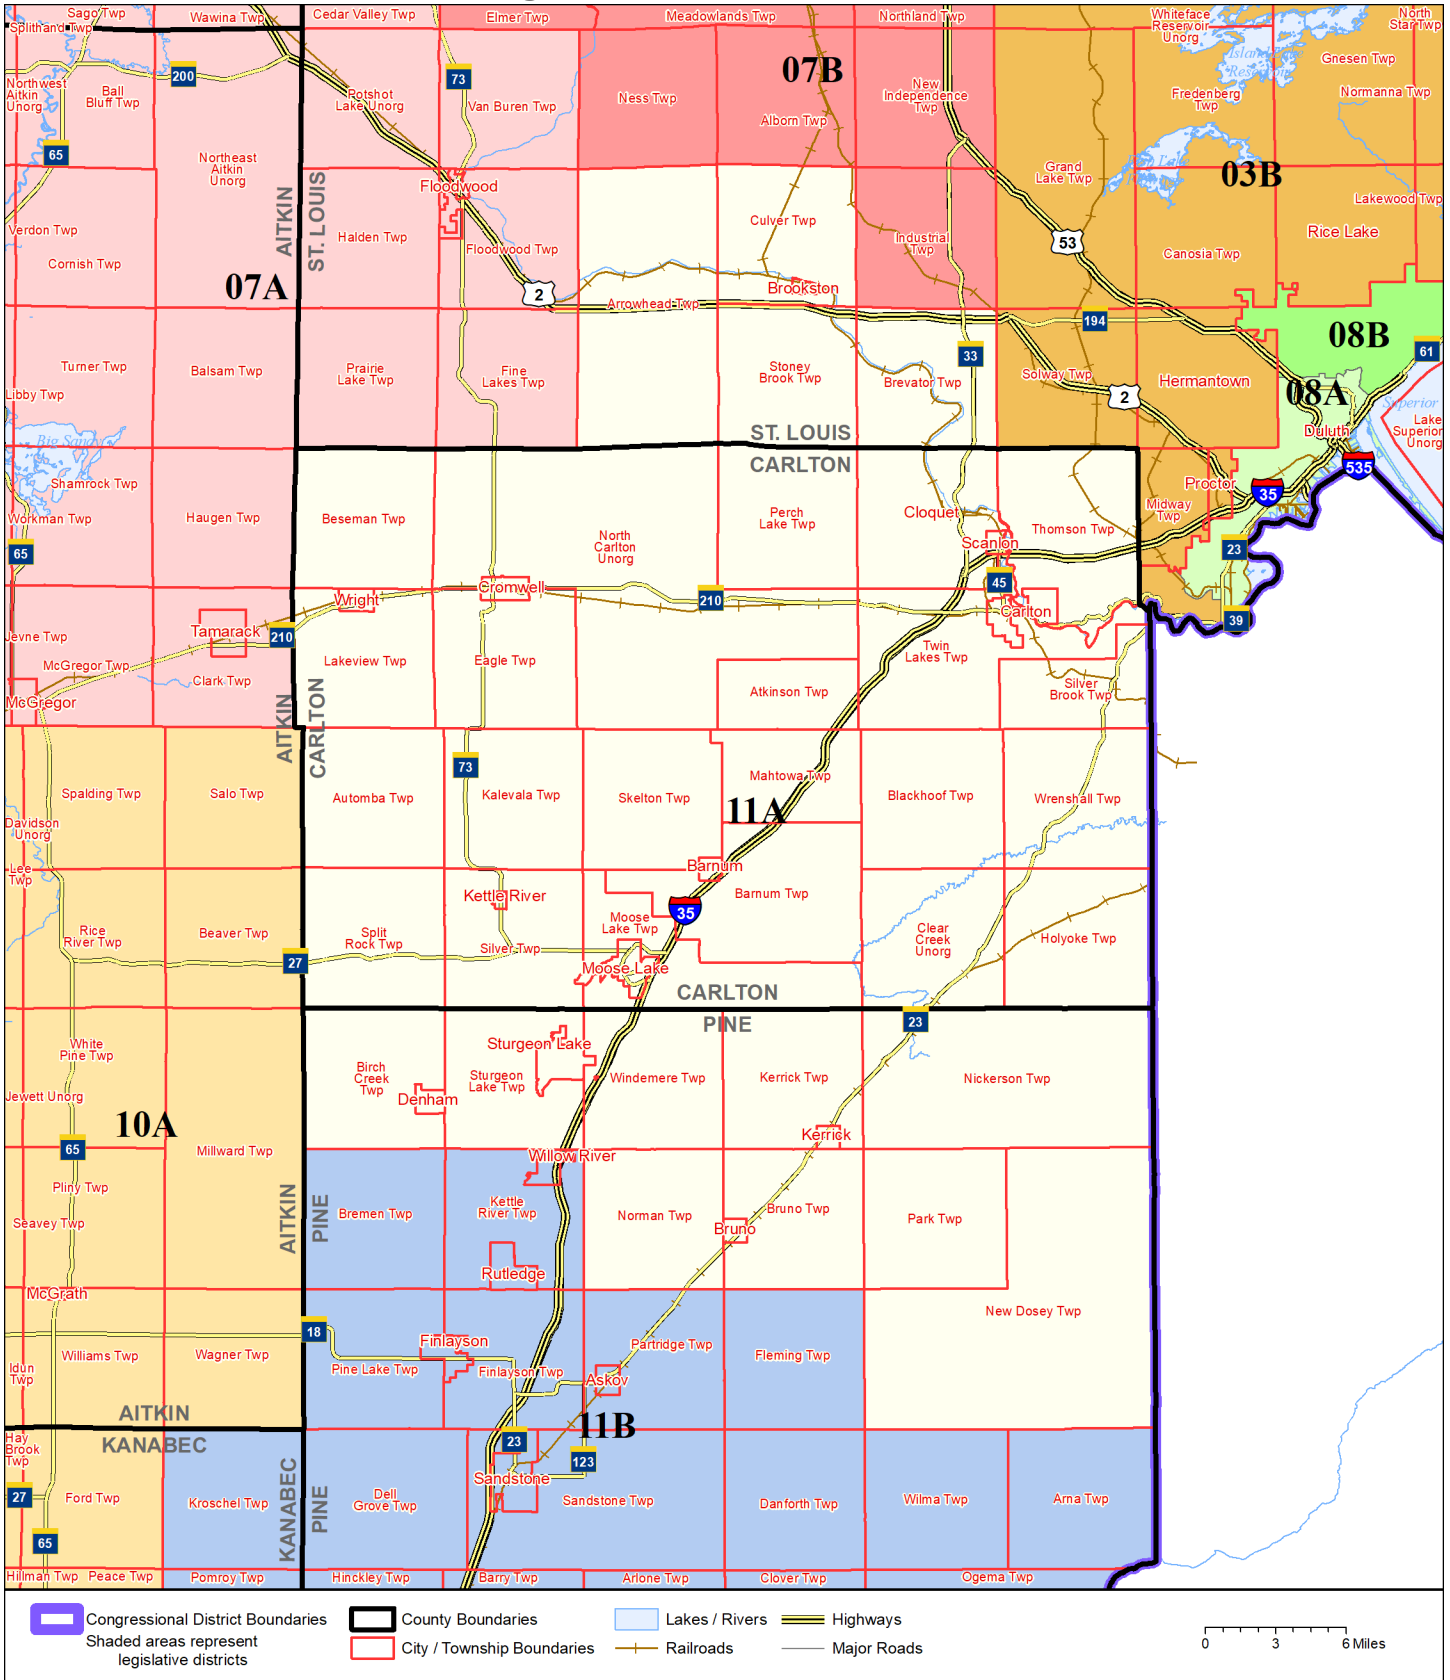 Sago Twp
Wawina Twp
Cedar Valley Twp
Elmer Twp
Meadowlands Twp
Northland Twp
Whiteface
Reservoir
Unorg
North
Star Twp
Splithand Twp
Island Lake
Reservoir
Gnesen Twp
200
73
07B
Northwest
Aitkin
Unorg
Ball
Bluff Twp
Potshot
Lake Unorg
Van Buren Twp
Ness Twp
New
Independence
Twp
Fredenberg
Twp
Normanna Twp
Alborn Twp
65
Northeast
Aitkin
Unorg
Grand
Lake Twp
03B
Floodwood
Lakewood Twp
AITKIN
ST. LOUIS
Verdon Twp
Halden Twp
Floodwood Twp
Culver Twp
Industrial
Twp
53
Canosia Twp
Rice Lake
Cornish Twp
07A
2
Arrowhead Twp
Brookston
194
08B
33
61
Turner Twp
Balsam Twp
Prairie
Lake Twp
Fine
Lakes Twp
Stoney
Brook Twp
Brevator Twp
Solway Twp
Hermantown
2
08A
Libby Twp
Superior
Big Sandy
ST. LOUIS
CARLTON
Duluth
Lake
Superior
Unorg
535
Shamrock Twp
Proctor
35
Workman Twp
Haugen Twp
Beseman Twp
North
Carlton
Unorg
Perch
Lake Twp
Cloquet
Thomson Twp
Midway
Twp
65
Scanlon
23
45
Wright
Cromwell
210
Carlton
39
Jevne Twp
Tamarack
210
McGregor Twp
Clark Twp
Lakeview Twp
Eagle Twp
Atkinson Twp
Twin
Lakes Twp
Silver
Brook Twp
McGregor
AITKIN
CARLTON
73
Mahtowa Twp
Spalding Twp
Salo Twp
Automba Twp
Kalevala Twp
Skelton Twp
11A
Blackhoof Twp
Wrenshall Twp
Davidson
Unorg
Lee
Twp
Barnum
Kettle River
Barnum Twp
35
Rice
River Twp
Beaver Twp
Split
Rock Twp
Silver Twp
Moose
Lake Twp
Clear
Creek
Unorg
Holyoke Twp
27
Moose Lake
CARLTON
PINE
23
White
Pine Twp
Sturgeon Lake
Birch
Creek
Twp
Sturgeon
Lake Twp
Windemere Twp
Kerrick Twp
Nickerson Twp
Jewett Unorg
Denham
10A
Kerrick
65
Millward Twp
Willow River
Pliny Twp
AITKIN
PINE
Bremen Twp
Kettle
River Twp
Norman Twp
Bruno Twp
Park Twp
Seavey Twp
Bruno
Rutledge
McGrath
New Dosey Twp
18
Finlayson
Idun
Twp
Williams Twp
Wagner Twp
Pine Lake Twp
Finlayson Twp
Partridge Twp
Fleming Twp
Askov
AITKIN
KANABEC
11B
Hay
Brook
Twp
23
123
27
Ford Twp
Kroschel Twp
KANABEC
PINE
Dell
Grove Twp
Sandstone
Sandstone Twp
Danforth Twp
Wilma Twp
Arna Twp
65
Hillman Twp
Peace Twp
Pomroy Twp
Hinckley Twp
Barry Twp
Arlone Twp
Clover Twp
Ogema Twp
Congressional District Boundaries
Shaded areas represent
legislative districts
County Boundaries
City / Township Boundaries
Lakes / Rivers
Railroads
Highways
Major Roads
0 3 6 Miles